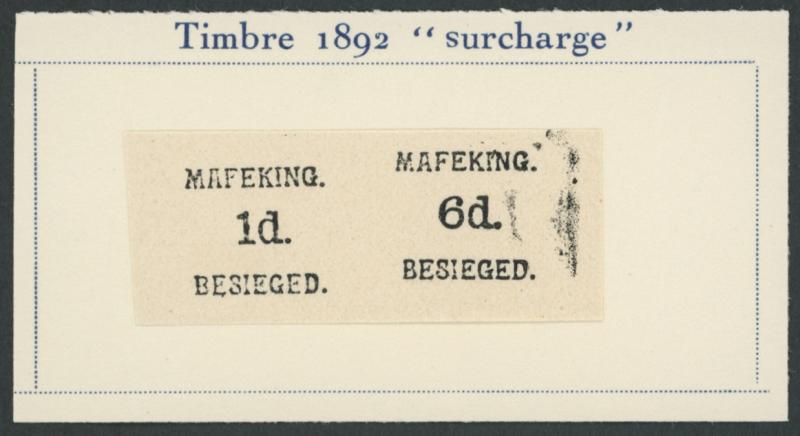 Timbre 1892 “surcharge”
MAFEKING.
1d.
BESIEGED.
MAFEKING.
6d.
BESIEGED.